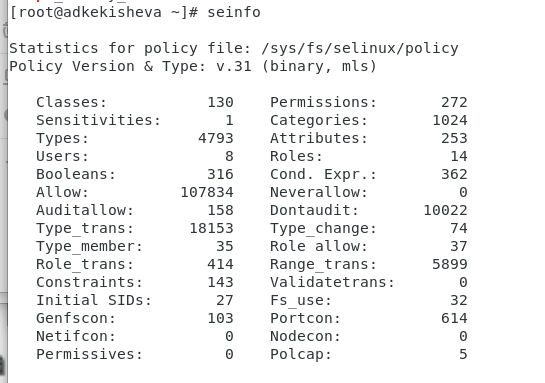 [root@adkekisheva ~]# seinfo
Statistics for policy file: /sys/fs/selinux/policy
Policy Version & Type: v.31 (binary, mls)
Classes: 130 Permissions: 272
Sensitivities: 1 Categories: 1024
Types: 4793 Attributes: 253
Users: 8 Roles: 14
Booleans: 316 Cond. Expr.: 362
Allow: 107834 Neverallow: 0
Auditallow: 158 Dontaudit: 10022
Type_trans: 18153 Type_change: 74
Type_member: 35 Role allow: 37
Role_trans: 414 Range_trans: 5899
Constraints: 143 Validatetrans: 0
Initial SIDs: 27 Fs_use: 32
Genfscon: 103 Portcon: 614
Netifcon: 0 Nodecon: 0
Permissives: 0 Polcap: 5